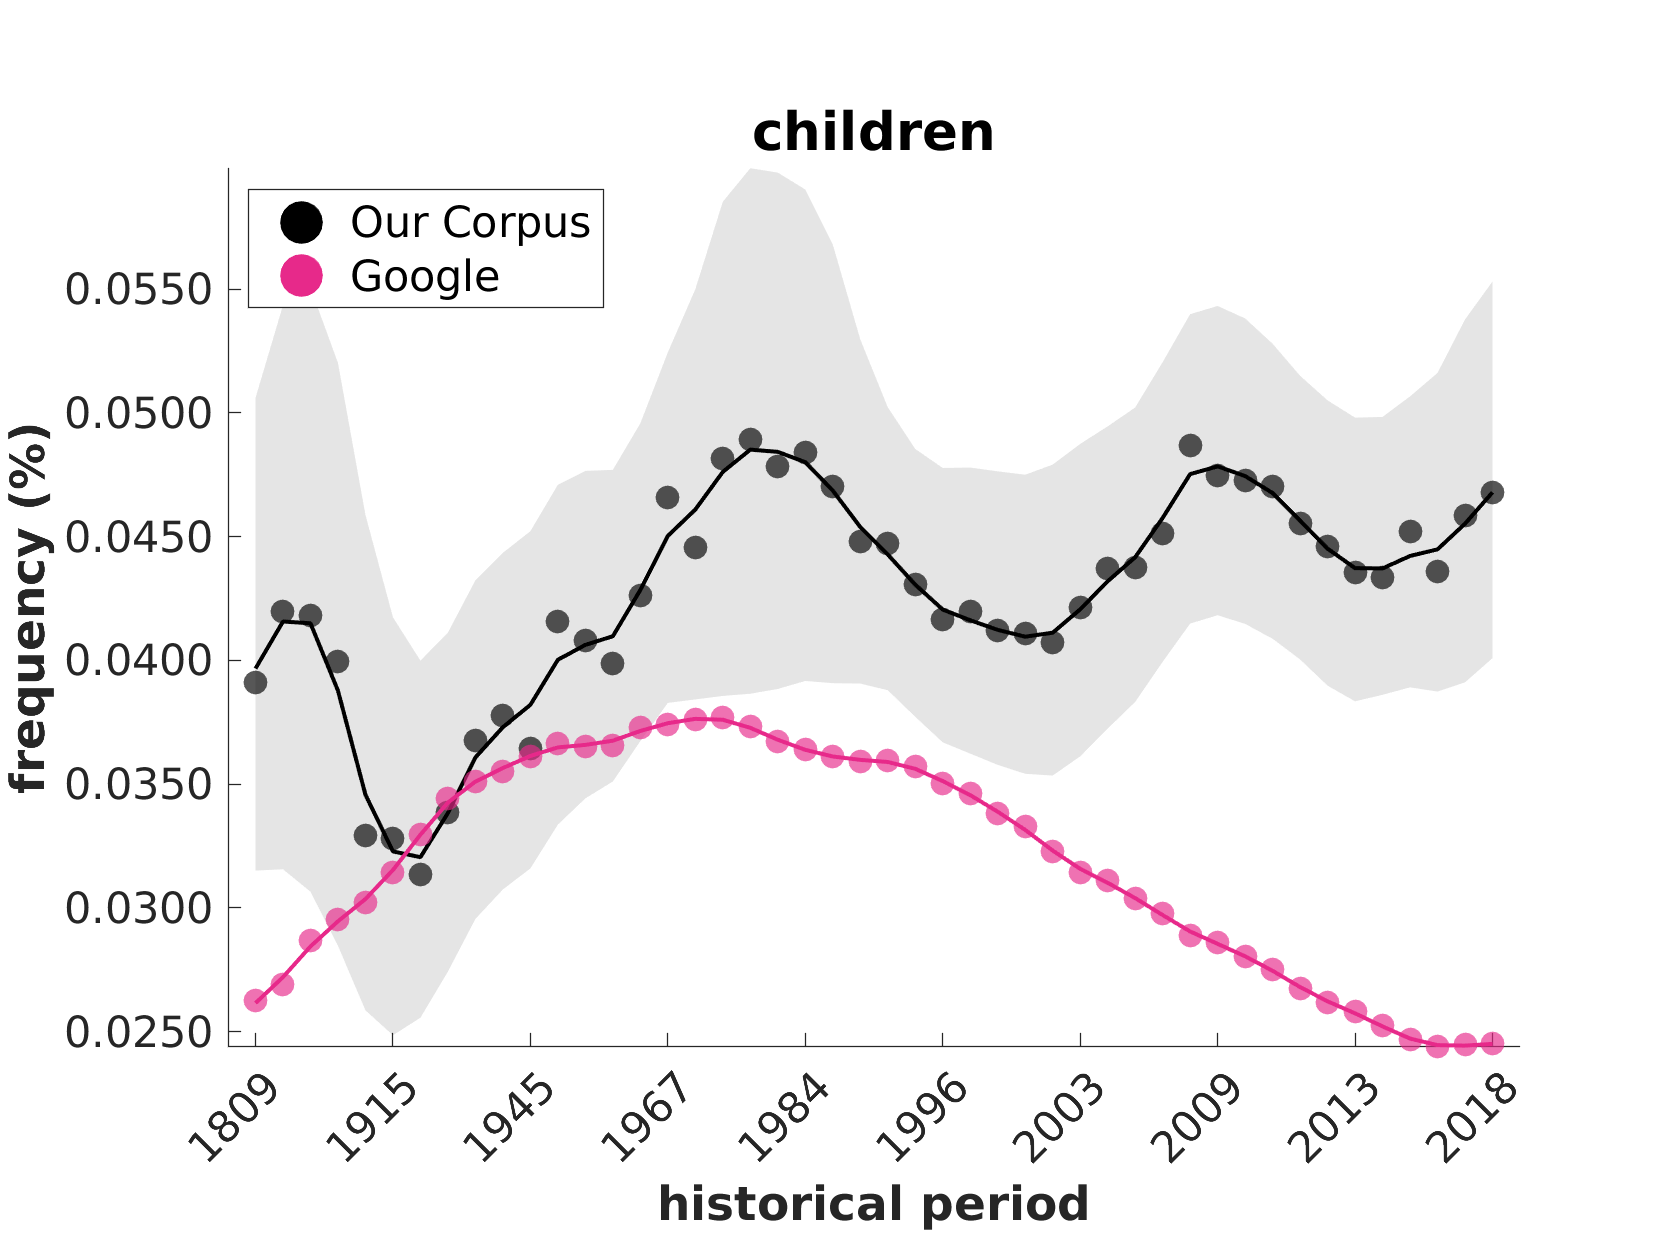 children
Our Corpus
Google
frequency (%)
0.0550
0.0500
0.0450
0.0400
0.0350
0.0300
0.0250
1809 1915 1945 1967 1984 1996 2003 2009 2013 2018
historical period